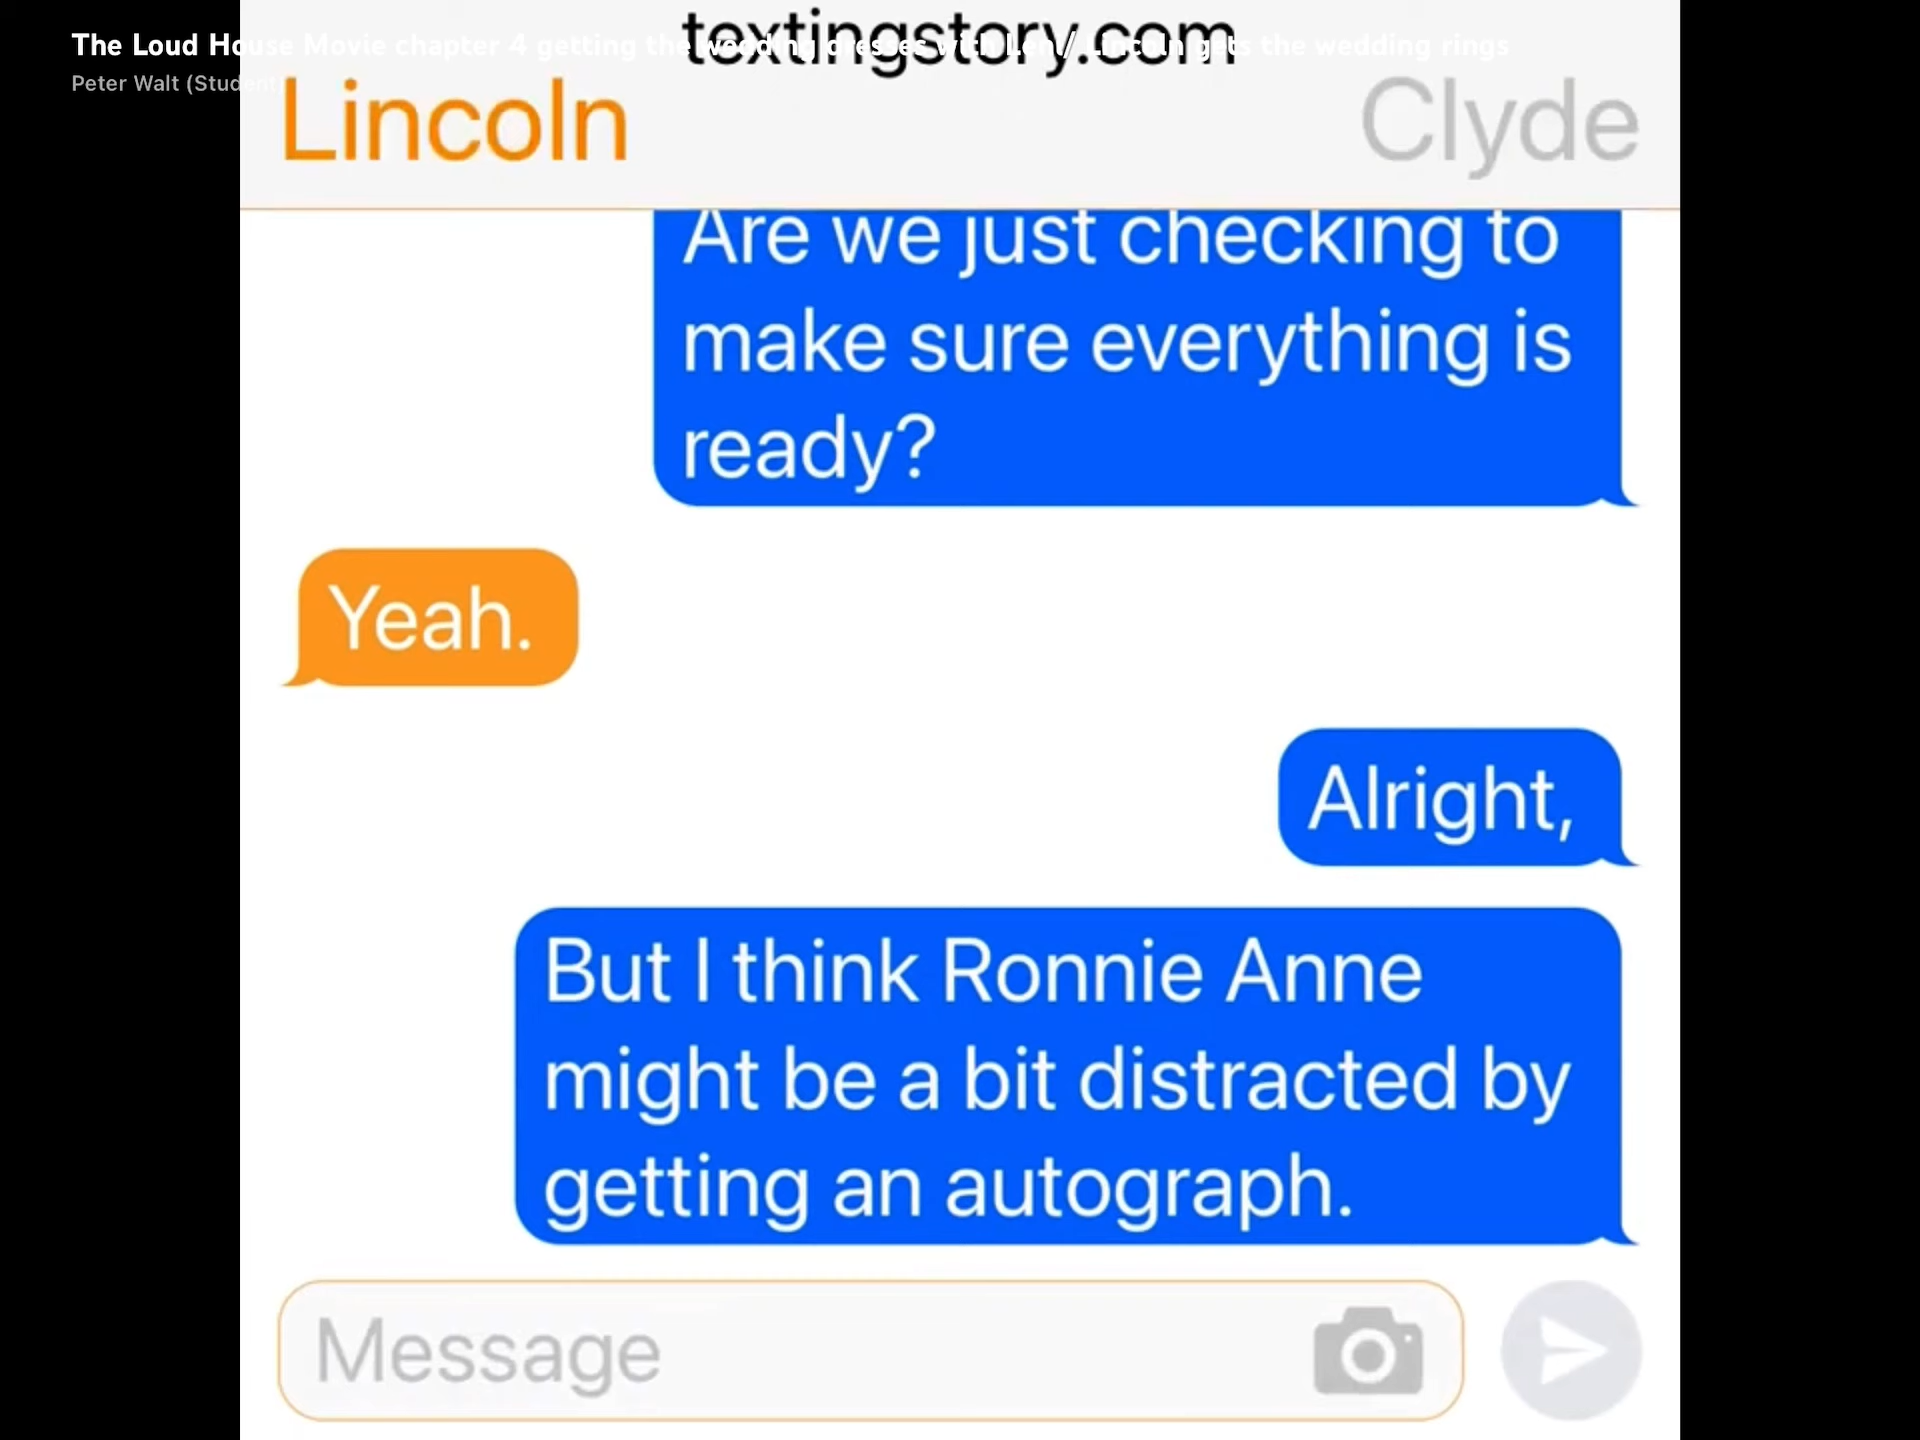 The Loud House Movie chapter 4 getting the wedding dresses with Leni/ Lincoln gets the wedding rings
textingstory.com
Peter Walt (Student
Lincoln
Clyde
Are we just checking to
make sure everything is
ready?
Yeah.
Alright,
But I think Ronnie Anne
might be a bit distracted by
getting an autograph.
Message